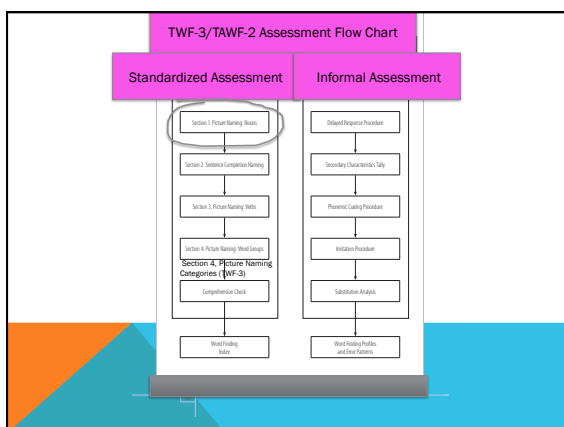 TWF-3/TAWF-2 Assessment Flow Chart
Standardized Assessment
Informal Assessment
Section 1. Picture Naming: Nouns
Section 2. Sentence Completion Naming
Section 3. Picture Naming: Verbs
Section 4. Picture Naming: Word Groups
Section 4, Picture Naming
Categories (TWF-3)
Comprehension Check
Word Finding
Index
Delayed Response Procedure
Secondary Characteristics Tally
Phonemic Cueing Procedure
Imitation Procedure
Substitution Analysis
Word Finding Profiles
and Error Patterns